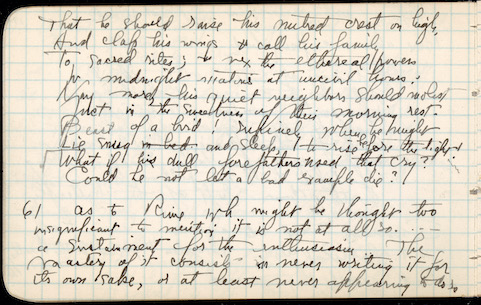 That he should raise his mitred crest on high,
And clap his wings & call his family
To sacred rites; & vex the ethereal powers
W midnight matins at uncivil hours:
Nay more, his quiet neighbors should molest
Just in the sweetness of their morning rest.
Beast of a bird! supinely when he might
Lie snug in bed and sleep, to rise before the light
What if his dull forefathers used that cry?
Could he not let a bad example die?
6/ as to Rime, wh might be thought too
insignificant to mention it is not at all so. ...
a instrument for the enthusiasm The
mastery of it consists in never writing it for
its own sake, or at least never appearing to do so